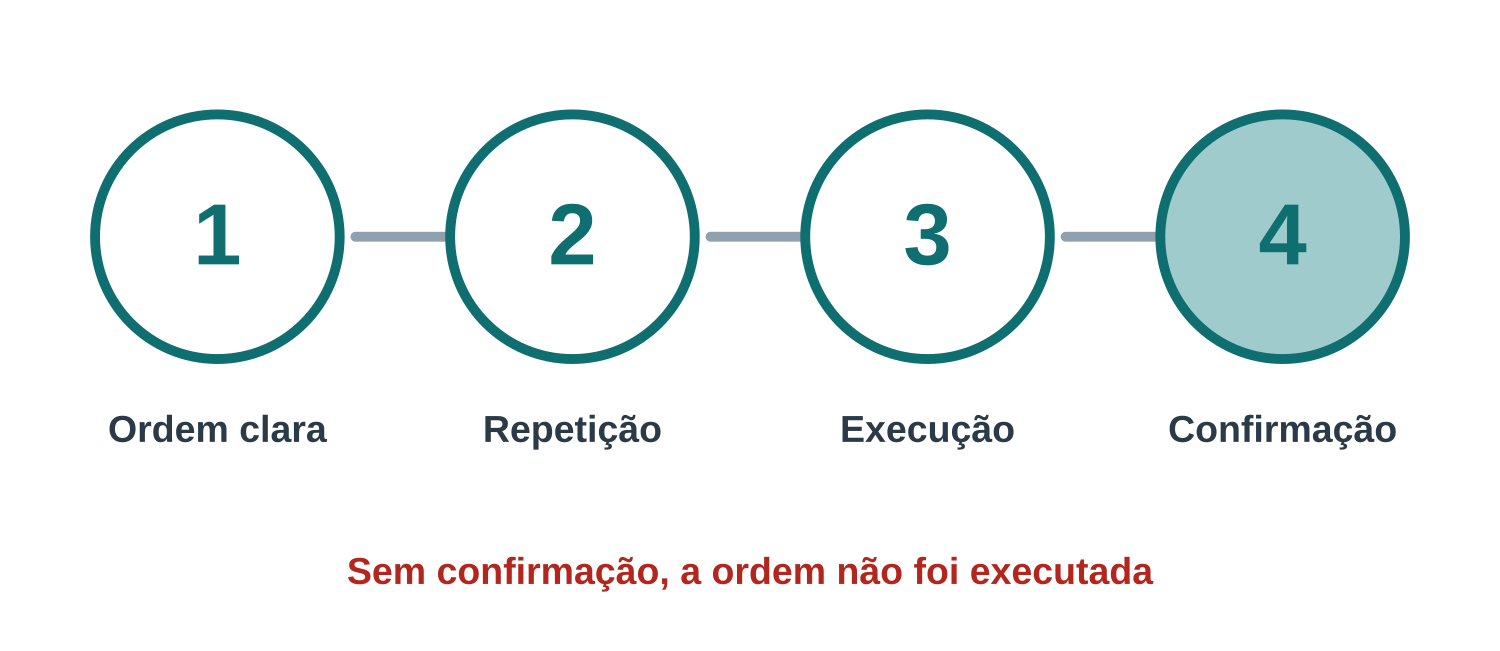 1 2 3 4
Ordem clara Repetição Execução Confirmação
Sem confirmação, a ordem não foi executada